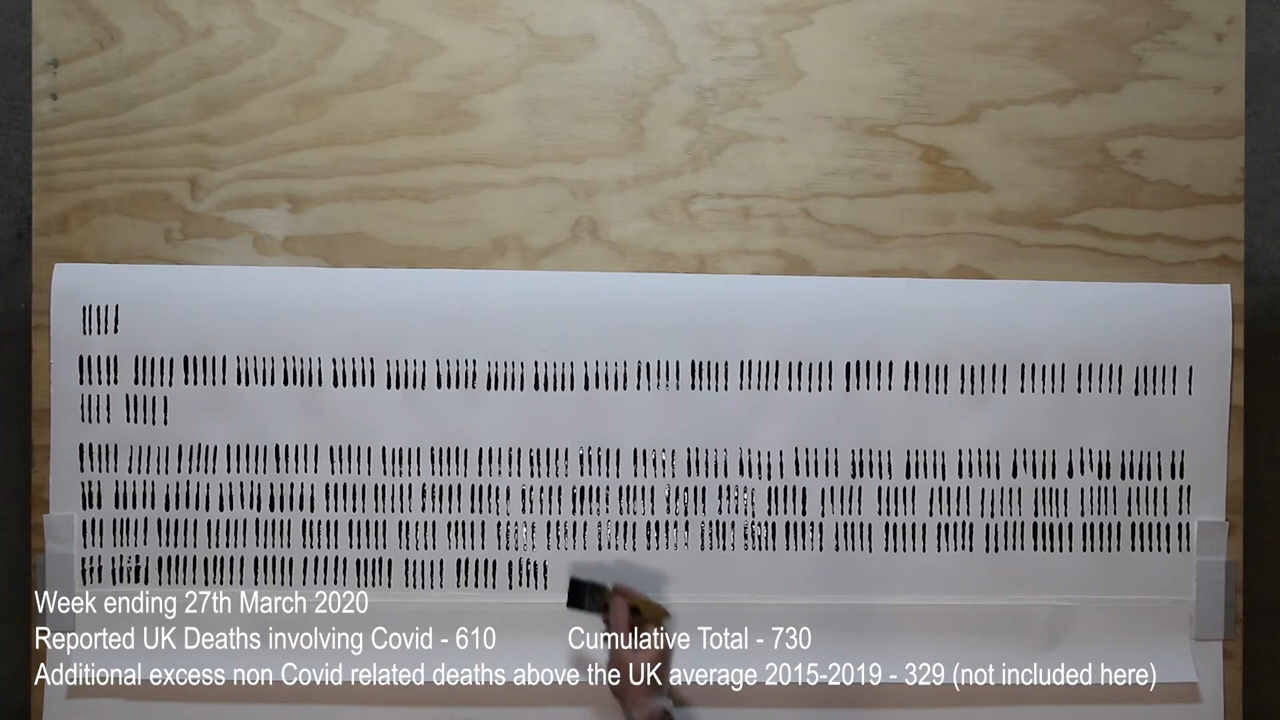 Week ending 27th March 2020
Reported UK Deaths involving Covid - 610 Cumulative Total - 730
Additional excess non Covid related deaths above the UK average 2015-2019 - 329 (not included here)